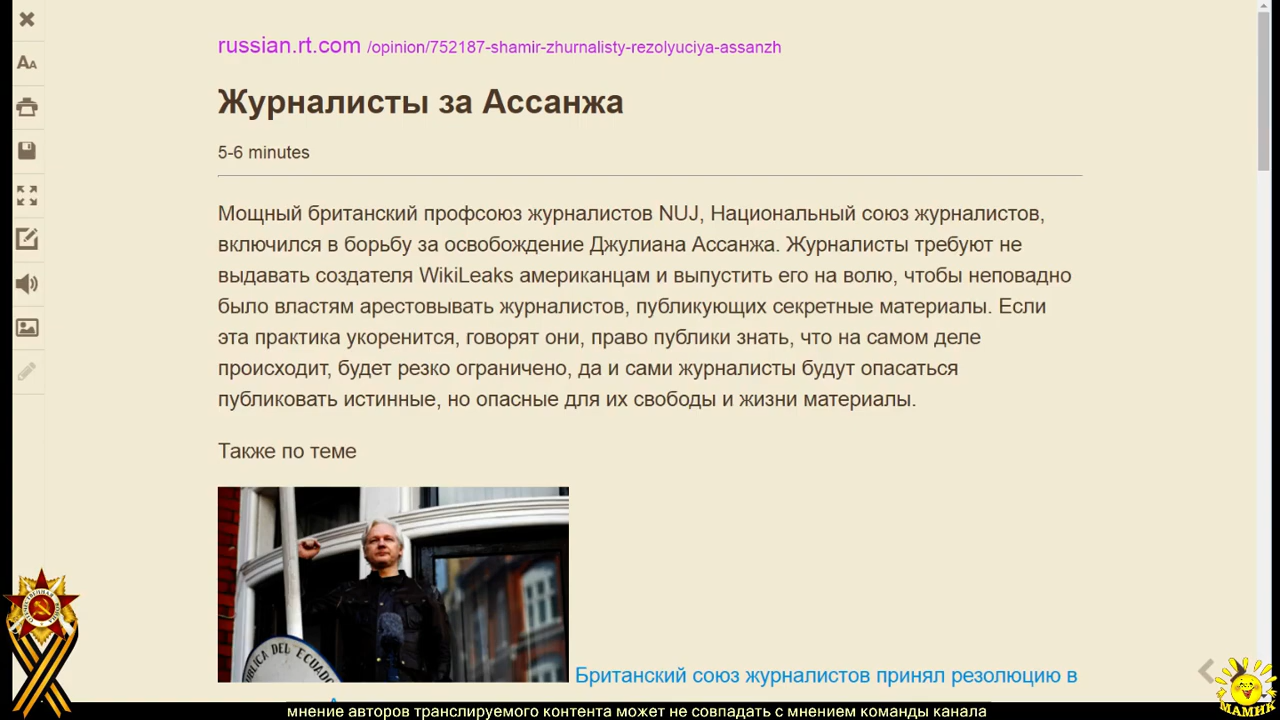 russian.rt.com /opinion/752187-shamir-zhurnalisty-rezolyuciya-assanzh
Журналисты за Ассанжа
5-6 minutes
Мощный британский профсоюз журналистов NUJ, Национальный союз журналистов,
включился в борьбу за освобождение Джулиана Ассанжа. Журналисты требуют не
выдавать создателя WikiLeaks американцам и выпустить его на волю, чтобы неповадно
было властям арестовывать журналистов, публикующих секретные материалы. Если
эта практика укоренится, говорят они, право публики знать, что на самом деле
происходит, будет резко ограничено, да и сами журналисты будут опасаться
публиковать истинные, но опасные для их свободы и жизни материалы.
Также по теме
DEL ECUAD
Британский союз журналистов принял резолюцию в
ОТЕЧЕСТВЕННАЯ
МАМИК
мнение авторов транслируемого контента может не совпадать с мнением команды канала